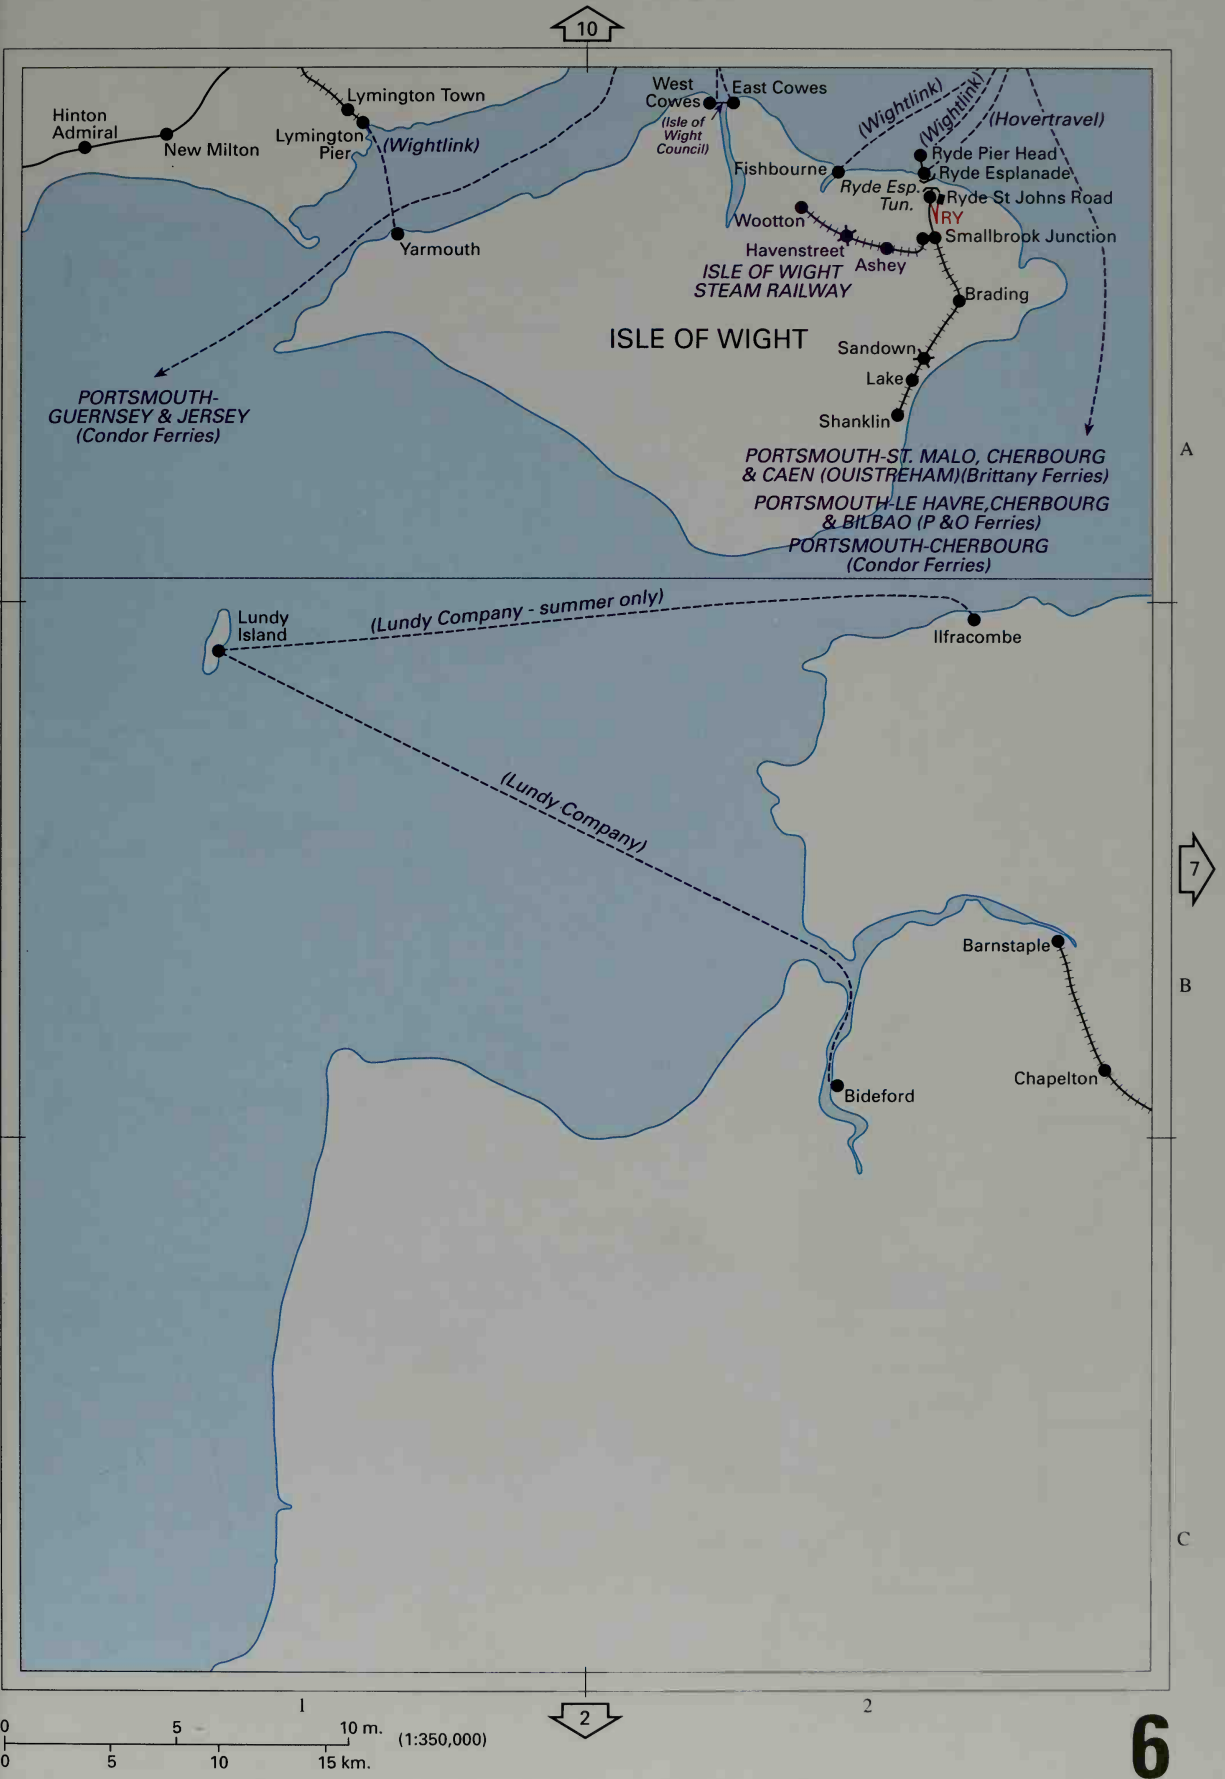 10
West
Cowes
East Cowes
(Isle of
Wight
Council)
(Wightlink)
(Wightlink)
(Hovertravel)
Lymington Town
Hinton
Admiral
New Milton
Lymington
Pier
(Wightlink)
Ryde Pier Head
Fishbourne
Ryde Esplanade
Ryde Esp.
Tun.
Ryde St Johns Road
RY
Wootton
Smallbrook Junction
Yarmouth
Havenstreet
Ashey
ISLE OF WIGHT
STEAM RAILWAY
Brading
ISLE OF WIGHT
Sandown
Lake
Shanklin
PORTSMOUTH-
GUERNSEY & JERSEY
(Condor Ferries)
A
PORTSMOUTH-ST. MALO, CHERBOURG
& CAEN (OUISTREHAM)(Brittany Ferries)
PORTSMOUTH-LE HAVRE,CHERBOURG
& BILBAO (P &O Ferries)
PORTSMOUTH-CHERBOURG
(Condor Ferries)
Lundy
Island
(Lundy Company - summer only)
Ilfracombe
(Lundy Company)
7
Barnstaple
B
Chapelton
Bideford
C
1
2
2
0 5 10 m.
(1:350,000)
0 5 10 15 km.
6